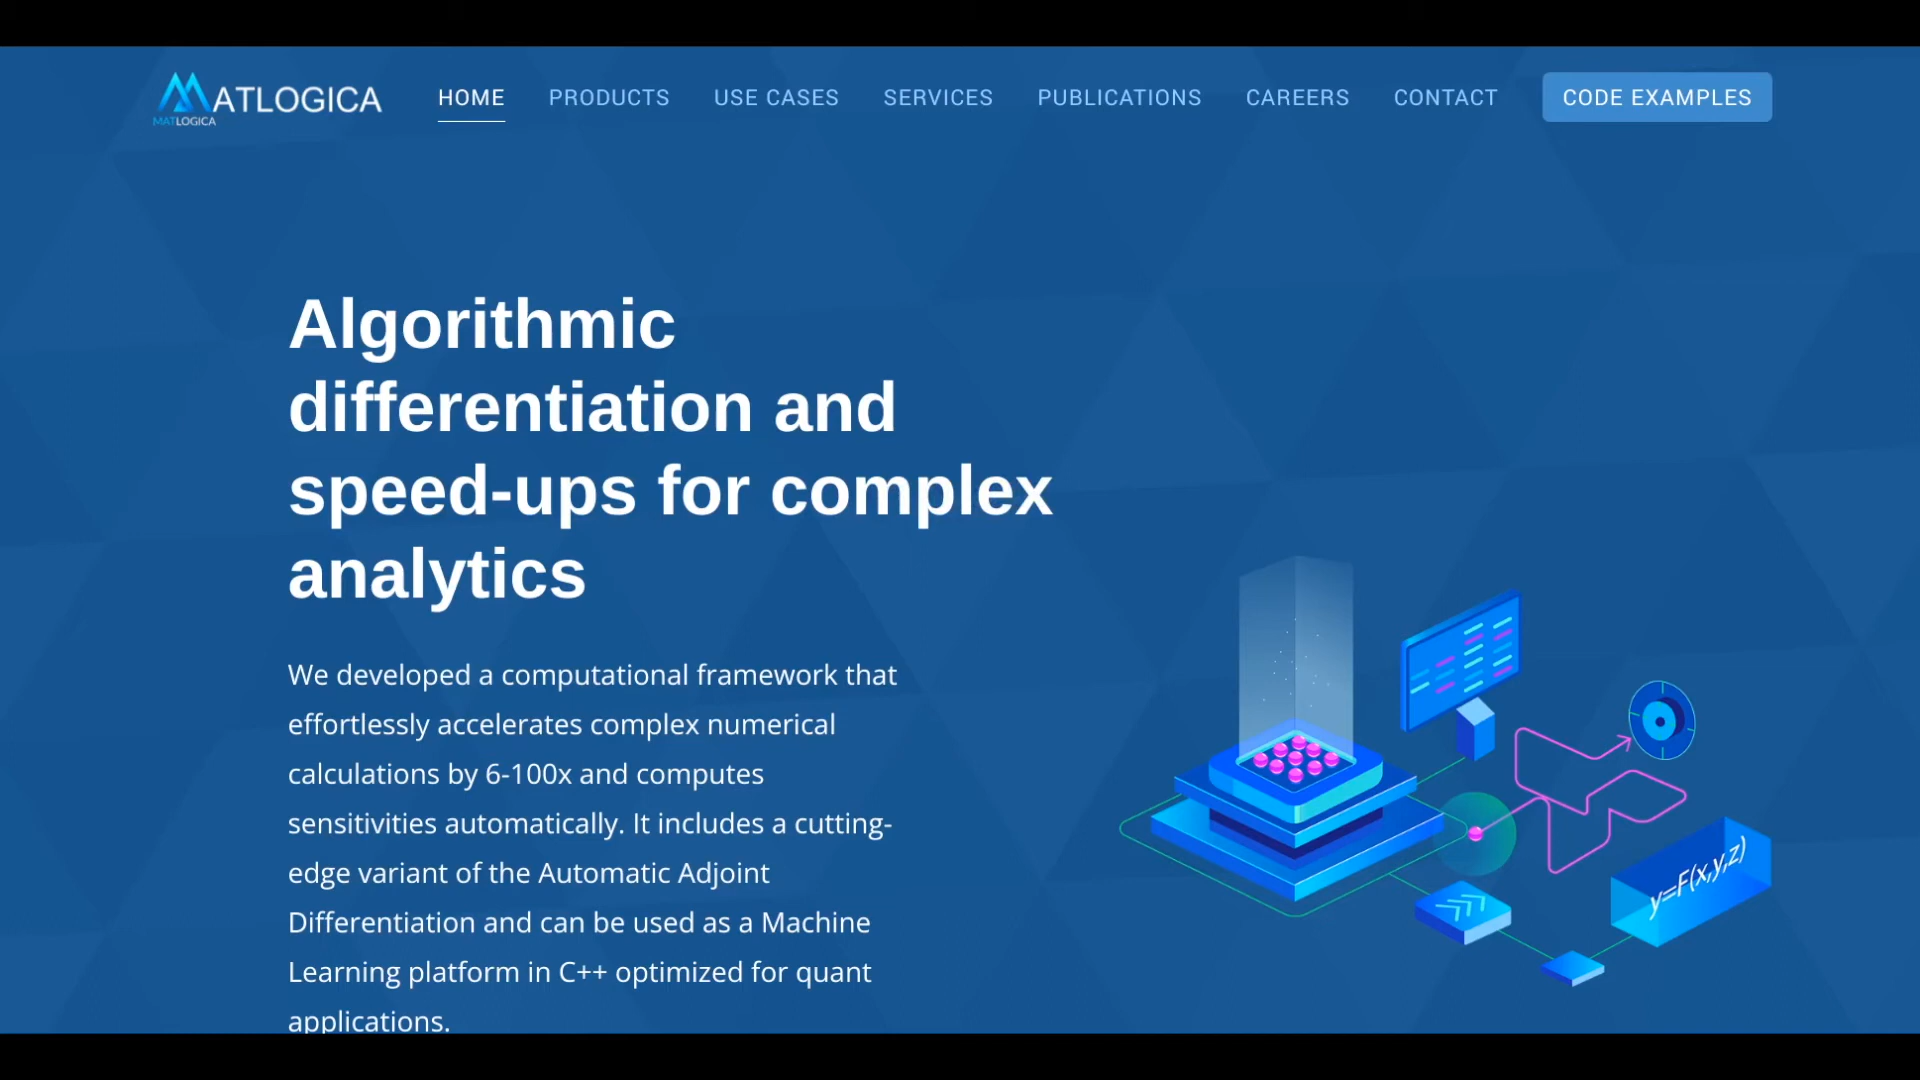 MATLOGICA
MATLOGICA
HOME
PRODUCTS
USE CASES
SERVICES
PUBLICATIONS
CAREERS
CONTACT
CODE EXAMPLES
Algorithmic
differentiation and
speed-ups for complex
analytics
We developed a computational framework that
effortlessly accelerates complex numerical
calculations by 6-100x and computes
sensitivities automatically. It includes a cutting-
edge variant of the Automatic Adjoint
Differentiation and can be used as a Machine
Learning platform in C++ optimized for quant
applications.
y=F(x,y,z)